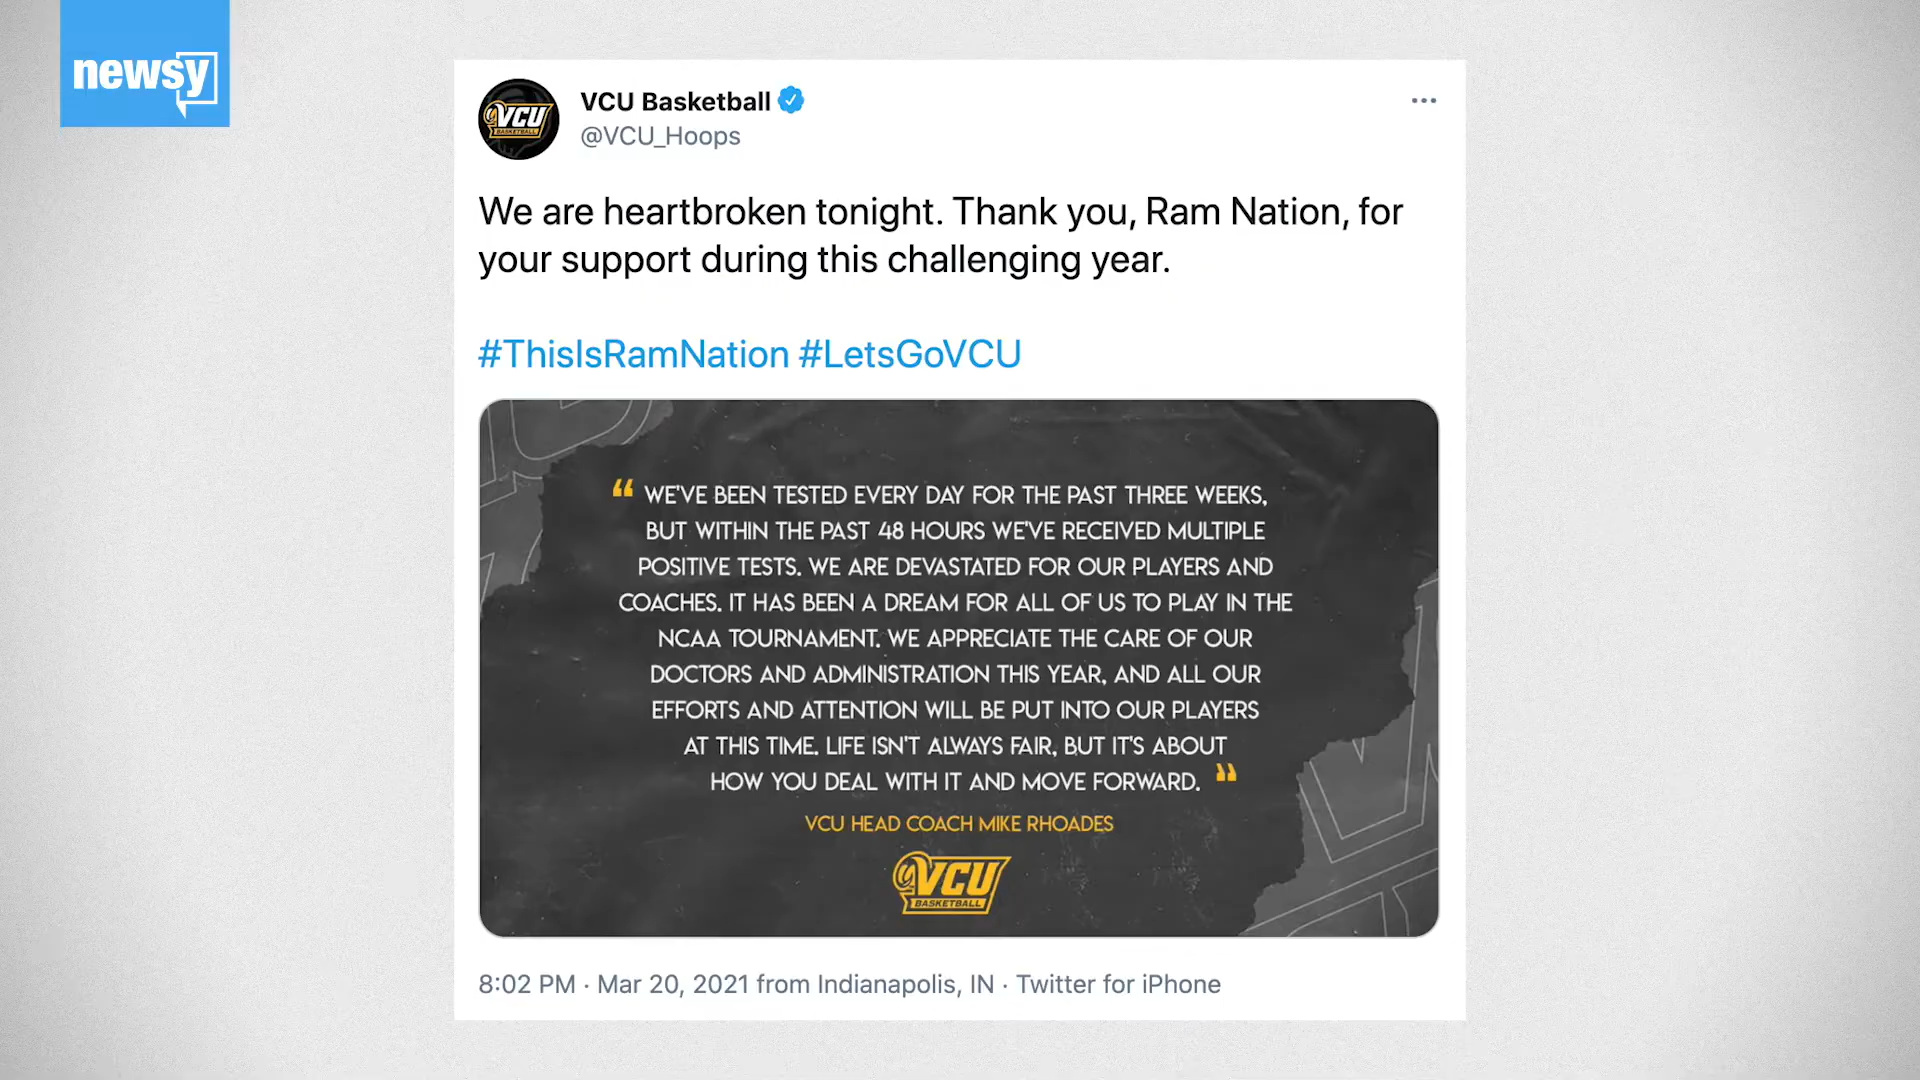 newsy
VCU
BASKETBALL
VCU Basketball
@VCU_Hoops
We are heartbroken tonight. Thank you, Ram Nation, for
your support during this challenging year.
#ThisIsRamNation #LetsGoVCU
“ WE'VE BEEN TESTED EVERY DAY FOR THE PAST THREE WEEKS,
BUT WITHIN THE PAST 48 HOURS WE'VE RECEIVED MULTIPLE
POSITIVE TESTS. WE ARE DEVASTATED FOR OUR PLAYERS AND
COACHES. IT HAS BEEN A DREAM FOR ALL OF US TO PLAY IN THE
NCAA TOURNAMENT. WE APPRECIATE THE CARE OF OUR
DOCTORS AND ADMINISTRATION THIS YEAR, AND ALL OUR
EFFORTS AND ATTENTION WILL BE PUT INTO OUR PLAYERS
AT THIS TIME. LIFE ISN'T ALWAYS FAIR, BUT IT'S ABOUT
HOW YOU DEAL WITH IT AND MOVE FORWARD. ”
VCU HEAD COACH MIKE RHOADES
VCU
BASKETBALL
8:02 PM · Mar 20, 2021 from Indianapolis, IN · Twitter for iPhone